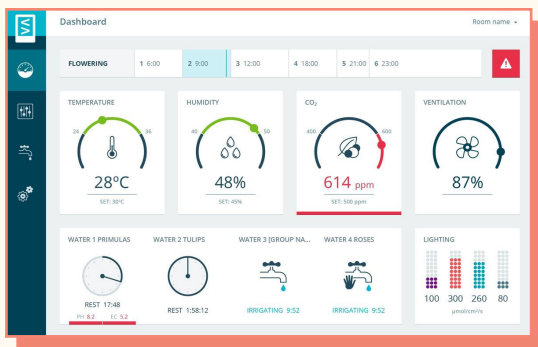 Dashboard
Room name
FLOWERING 1 6:00 2 9:00 3 12:00 4 18:00 5 21:00 6 23:00
TEMPERATURE
24 36
28°C
SET: 30°C
HUMIDITY
40 50
48%
SET: 45%
CO₂
400 600
614 ppm
SET: 500 ppm
VENTILATION
87%
WATER 1 PRIMULAS
REST 17:48
PH 8.2 EC 5.2
WATER 2 TULIPS
REST 1:58:12
WATER 3 [GROUP NA...
IRRIGATING 9:52
WATER 4 ROSES
IRRIGATING 9:52
LIGHTING
100 300 260 80
μmol/cm²/s